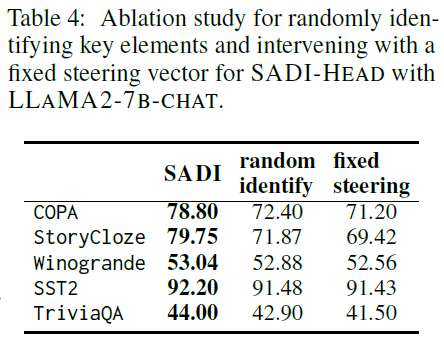 Table 4: Ablation study for randomly iden-
tifying key elements and intervening with a
fixed steering vector for SADI-HEAD with
LLAMA2-7B-CHAT.
SADI random identify fixed steering
COPA 78.80 72.40 71.20
StoryCloze 79.75 71.87 69.42
Winogrande 53.04 52.88 52.56
SST2 92.20 91.48 91.43
TriviaQA 44.00 42.90 41.50